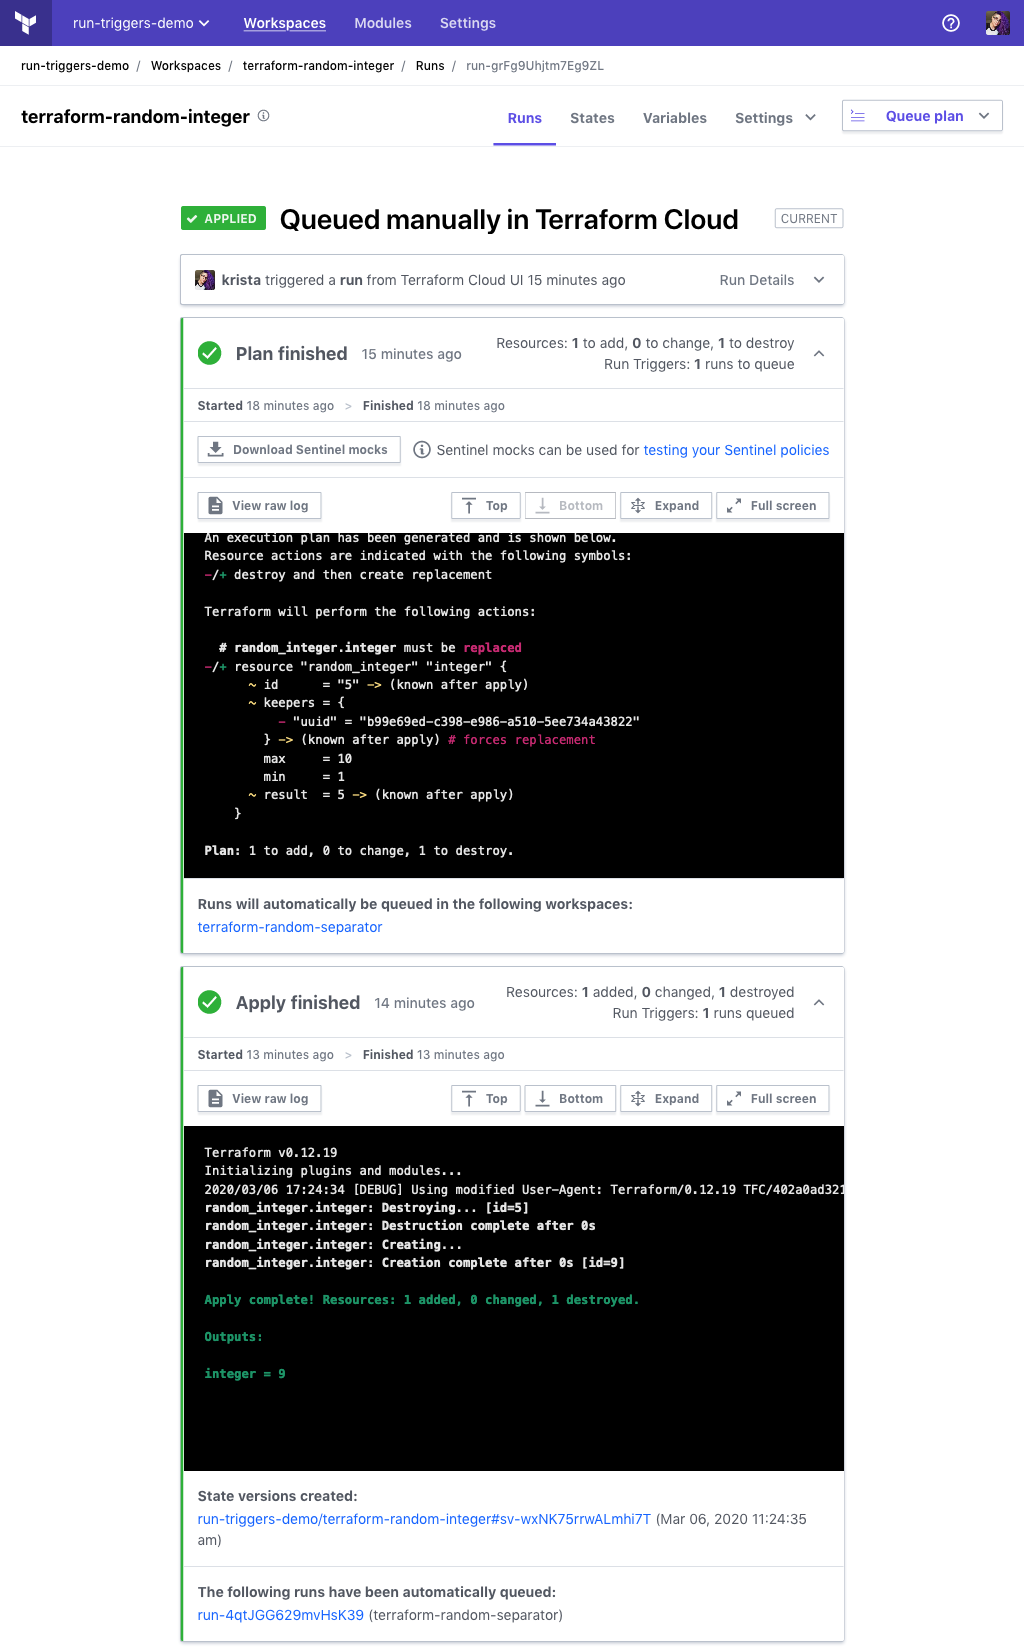 run-triggers-demo Workspaces Modules Settings
run-triggers-demo / Workspaces / terraform-random-integer / Runs / run-grFg9Uhjtm7Eg9ZL
terraform-random-integer Runs States Variables Settings Queue plan
APPLIED Queued manually in Terraform Cloud CURRENT
krista triggered a run from Terraform Cloud UI 15 minutes ago Run Details
Plan finished 15 minutes ago Resources: 1 to add, 0 to change, 1 to destroy
Run Triggers: 1 runs to queue
Started 18 minutes ago > Finished 18 minutes ago
Download Sentinel mocks Sentinel mocks can be used for testing your Sentinel policies
View raw log Top Bottom Expand Full screen
An execution plan has been generated and is shown below.
Resource actions are indicated with the following symbols:
-/+ destroy and then create replacement
Terraform will perform the following actions:
# random_integer.integer must be replaced
-/+ resource "random_integer" "integer" {
~ id = "5" -> (known after apply)
~ keepers = {
- "uuid" = "b99e69ed-c398-e986-a510-5ee734a43822"
} -> (known after apply) # forces replacement
max = 10
min = 1
~ result = 5 -> (known after apply)
}
Plan: 1 to add, 0 to change, 1 to destroy.
Runs will automatically be queued in the following workspaces:
terraform-random-separator
Apply finished 14 minutes ago Resources: 1 added, 0 changed, 1 destroyed
Run Triggers: 1 runs queued
Started 13 minutes ago > Finished 13 minutes ago
View raw log Top Bottom Expand Full screen
Terraform v0.12.19
Initializing plugins and modules...
2020/03/06 17:24:34 [DEBUG] Using modified User-Agent: Terraform/0.12.19 TFC/402a0ad321
random_integer.integer: Destroying... [id=5]
random_integer.integer: Destruction complete after 0s
random_integer.integer: Creating...
random_integer.integer: Creation complete after 0s [id=9]
Apply complete! Resources: 1 added, 0 changed, 1 destroyed.
Outputs:
integer = 9
State versions created:
run-triggers-demo/terraform-random-integer#sv-wxNK75rrwALmhi7T (Mar 06, 2020 11:24:35
am)
The following runs have been automatically queued:
run-4qtJGG629mvHsK39 (terraform-random-separator)